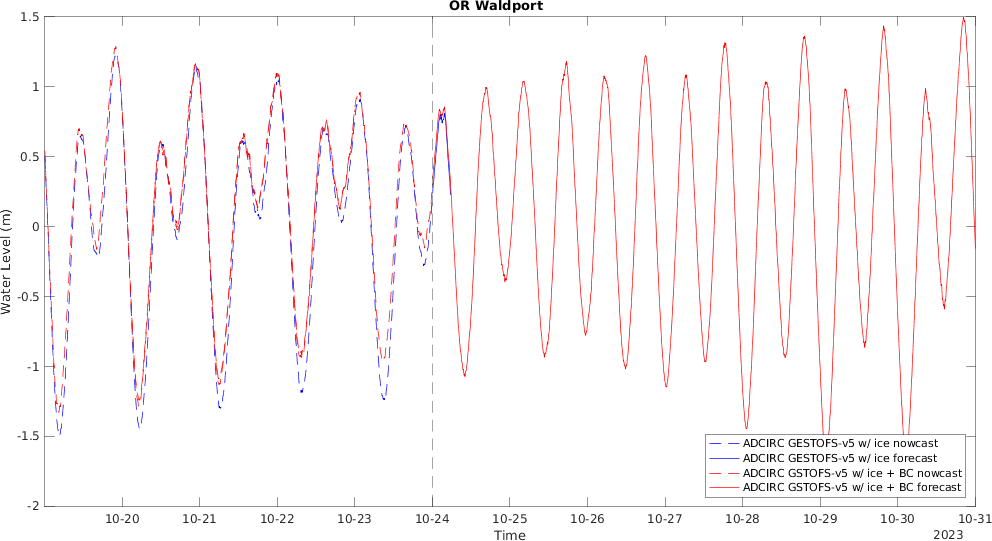 OR Waldport
1.5
1
0.5
0
-0.5
-1
-1.5
-2
Water Level (m)
ADCIRC GESTOFS-v5 w/ ice nowcast
ADCIRC GESTOFS-v5 w/ ice forecast
ADCIRC GSTOFS-v5 w/ ice + BC nowcast
ADCIRC GSTOFS-v5 w/ ice + BC forecast
10-20 10-21 10-22 10-23 10-24 10-25 10-26 10-27 10-28 10-29 10-30 10-31
Time
2023